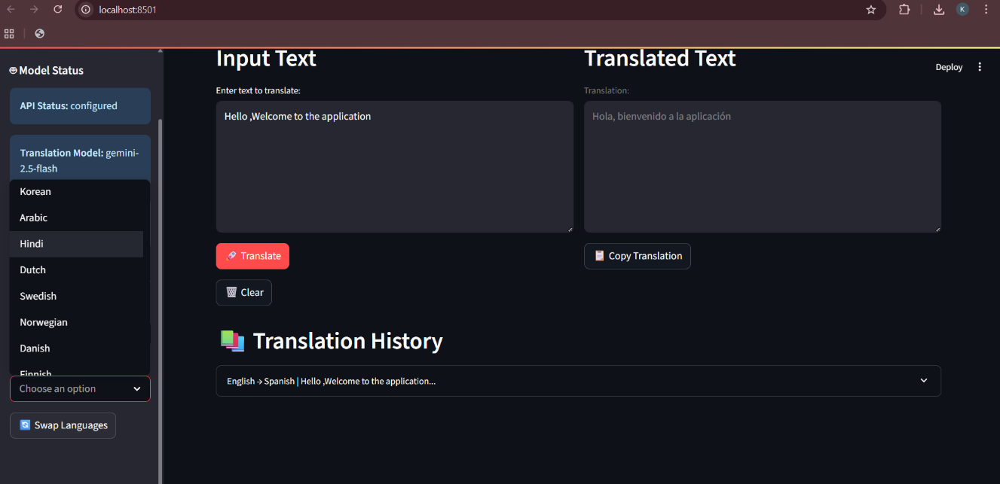 localhost:8501
K
Model Status
API Status: configured
Translation Model: gemini-
2.5-flash
Korean
Arabic
Hindi
Dutch
Swedish
Norwegian
Danish
Finnish
Choose an option
Swap Languages
Deploy
Input Text
Enter text to translate:
Hello ,Welcome to the application
Translate
Clear
Translated Text
Translation:
Hola, bienvenido a la aplicación
Copy Translation
Translation History
English → Spanish | Hello ,Welcome to the application...